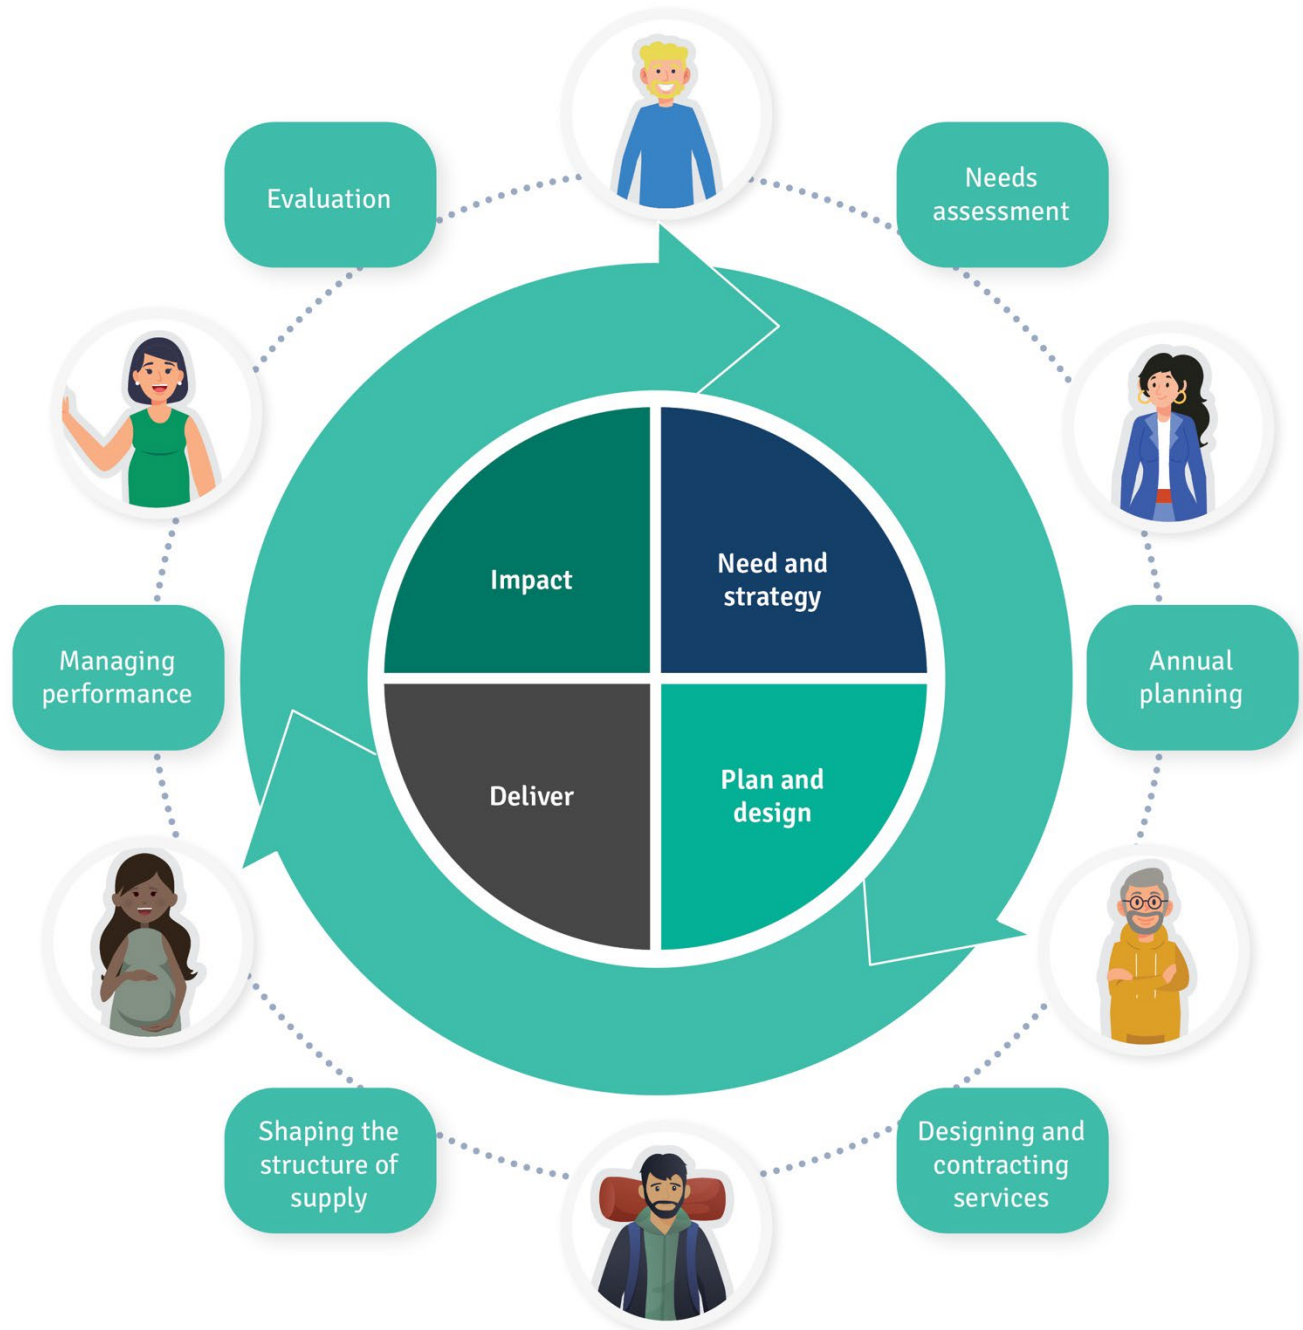 Evaluation
Needs
assessment
Impact
Need and
strategy
Managing
performance
Annual
planning
Deliver
Plan and
design
Shaping the
structure of
supply
Designing and
contracting
services